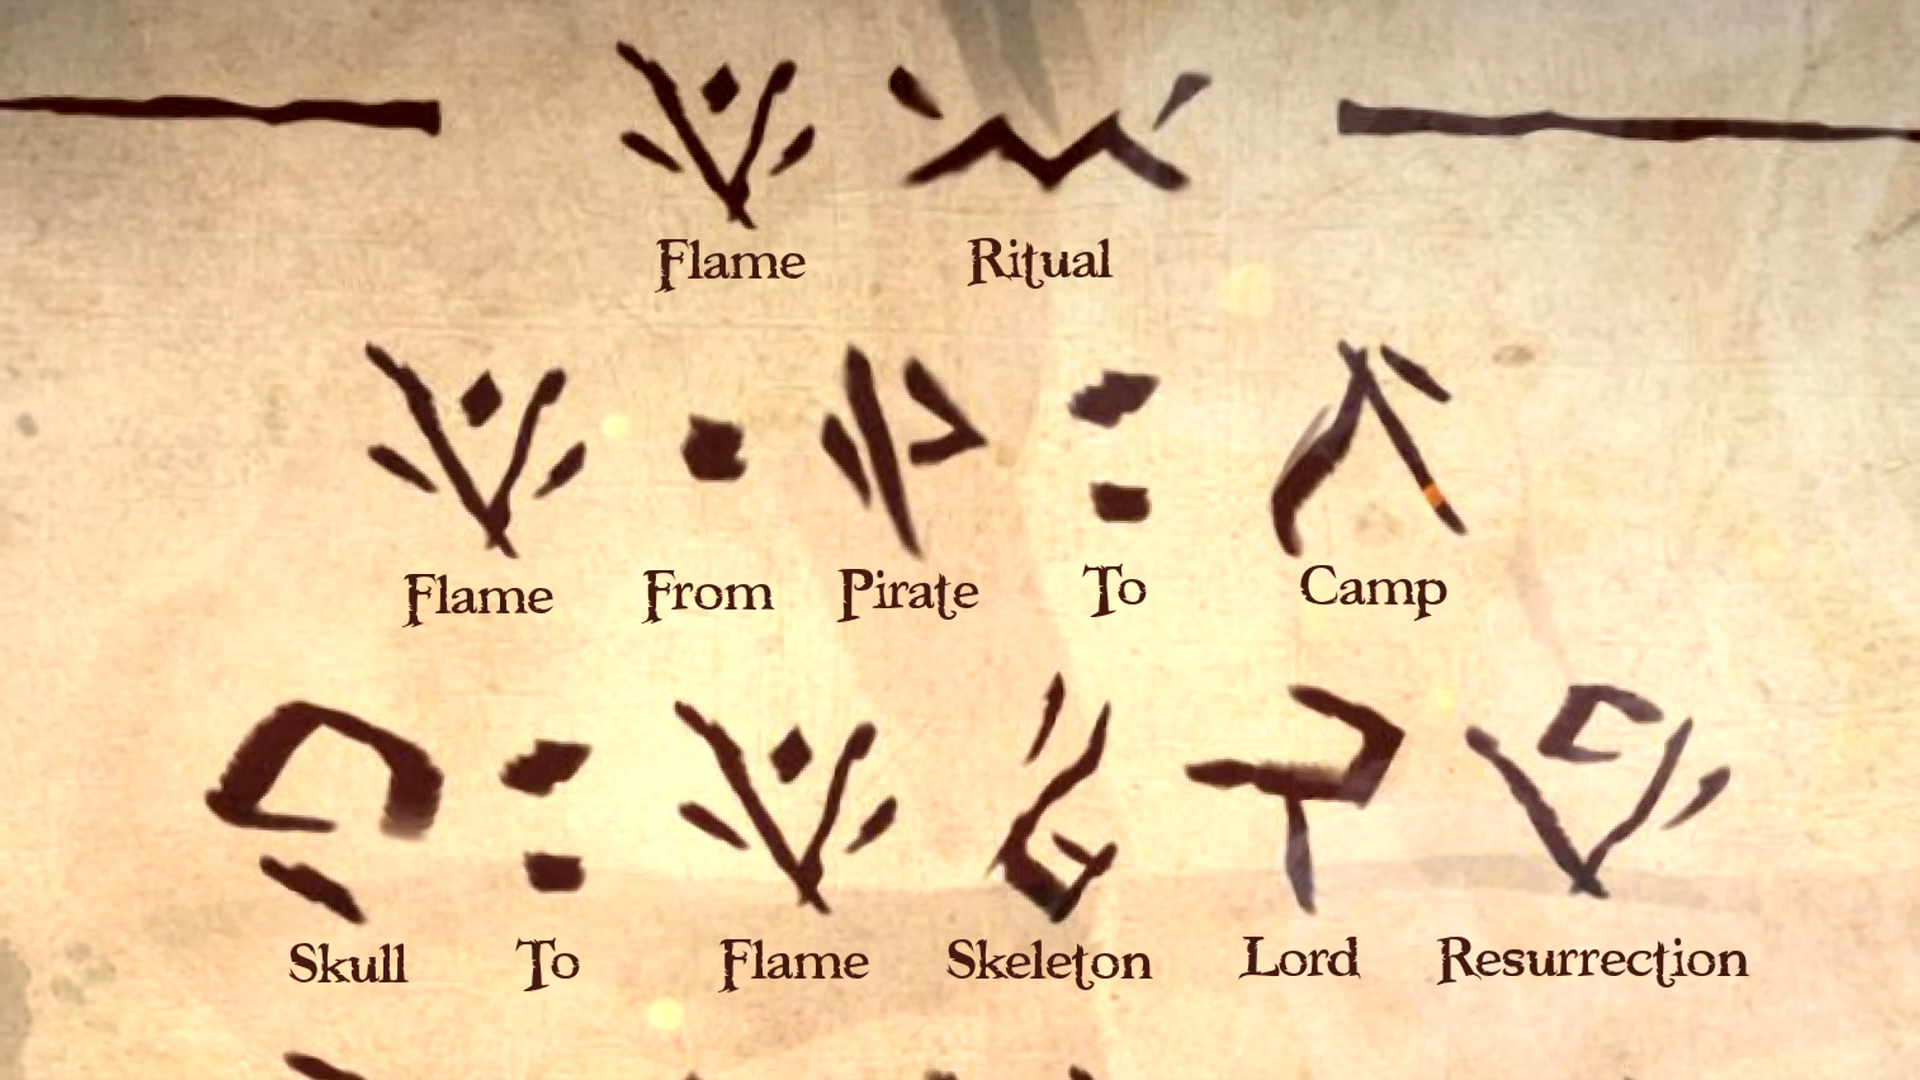 Flame Ritual
Flame From Pirate To Camp
Skull To Flame Skeleton Lord Resurrection